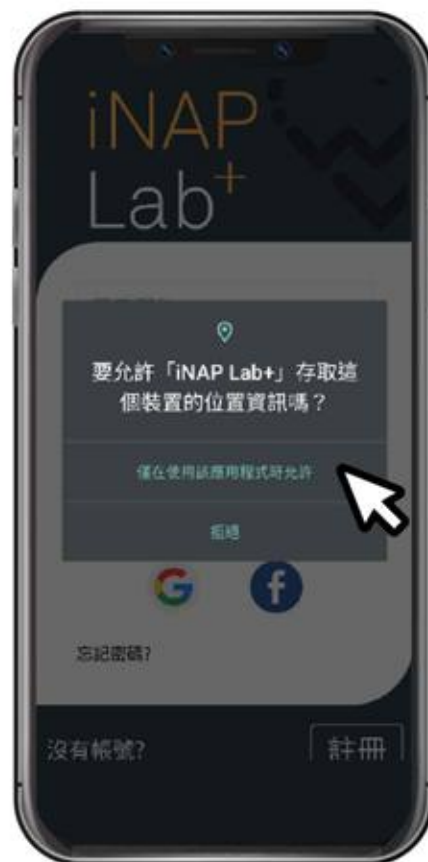 iNAP
Lab+
要允許「iNAP Lab+」存取這
個裝置的位置資訊嗎？
僅在使用該應用程式時允許
拒絕
忘記密碼?
沒有帳號?
註冊